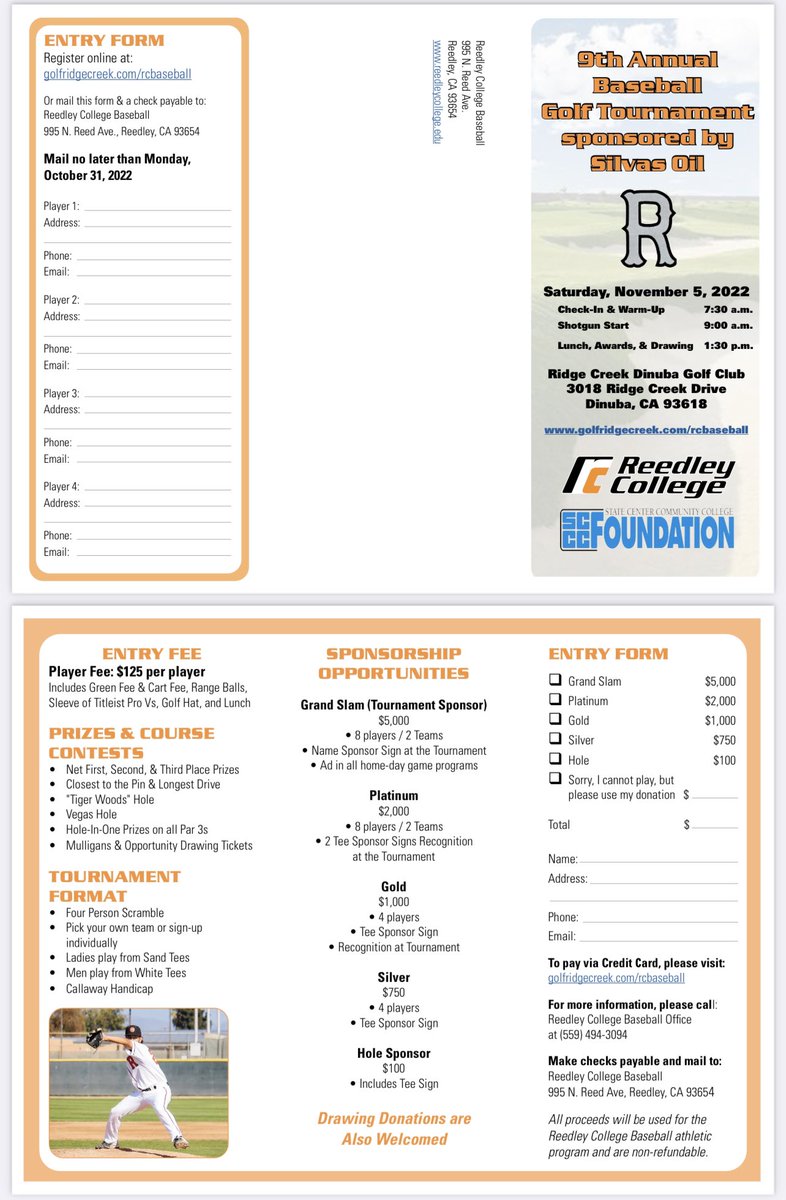 ENTRY FORM
Register online at:
golfridgecreek.com/rcbaseball
Or mail this form & a check payable to:
Reedley College Baseball
995 N. Reed Ave., Reedley, CA 93654
Mail no later than Monday,
October 31, 2022
Player 1:
Address:
Phone:
Email:
Player 2:
Address:
Phone:
Email:
Player 3:
Address:
Phone:
Email:
Player 4:
Address:
Phone:
Email:
Reedley College Baseball
995 N. Reed Ave.
Reedley, CA 93654
www.reedleycollege.edu
9th Annual
Baseball
Golf Tournament
sponsored by
Silvas Oil
R
Saturday, November 5, 2022
Check-In & Warm-Up 7:30 a.m.
Shotgun Start 9:00 a.m.
Lunch, Awards, & Drawing 1:30 p.m.
Ridge Creek Dinuba Golf Club
3018 Ridge Creek Drive
Dinuba, CA 93618
www.golfridgecreek.com/rcbaseball
Reedley
College
STATE CENTER COMMUNITY COLLEGE
SCCC FOUNDATION
ENTRY FEE
Player Fee: $125 per player
Includes Green Fee & Cart Fee, Range Balls,
Sleeve of Titleist Pro Vs, Golf Hat, and Lunch
PRIZES & COURSE
CONTESTS
• Net First, Second, & Third Place Prizes
• Closest to the Pin & Longest Drive
• "Tiger Woods" Hole
• Vegas Hole
• Hole-In-One Prizes on all Par 3s
• Mulligans & Opportunity Drawing Tickets
TOURNAMENT
FORMAT
• Four Person Scramble
• Pick your own team or sign-up
individually
• Ladies play from Sand Tees
• Men play from White Tees
• Callaway Handicap
R
SPONSORSHIP
OPPORTUNITIES
Grand Slam (Tournament Sponsor)
$5,000
• 8 players / 2 Teams
• Name Sponsor Sign at the Tournament
• Ad in all home-day game programs
Platinum
$2,000
• 8 players / 2 Teams
• 2 Tee Sponsor Signs Recognition
at the Tournament
Gold
$1,000
• 4 players
• Tee Sponsor Sign
• Recognition at Tournament
Silver
$750
• 4 players
• Tee Sponsor Sign
Hole Sponsor
$100
• Includes Tee Sign
Drawing Donations are
Also Welcomed
ENTRY FORM
❑ Grand Slam $5,000
❑ Platinum $2,000
❑ Gold $1,000
❑ Silver $750
❑ Hole $100
❑ Sorry, I cannot play, but
please use my donation $
Total $
Name:
Address:
Phone:
Email:
To pay via Credit Card, please visit:
golfridgecreek.com/rcbaseball
For more information, please call:
Reedley College Baseball Office
at (559) 494-3094
Make checks payable and mail to:
Reedley College Baseball
995 N. Reed Ave, Reedley, CA 93654
All proceeds will be used for the
Reedley College Baseball athletic
program and are non-refundable.